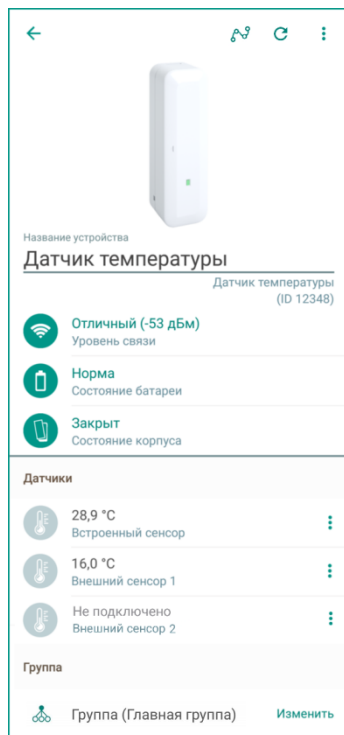 Название устройства
Датчик температуры
Датчик температуры
(ID 12348)
Отличный (-53 дБм)
Уровень связи
Норма
Состояние батареи
Закрыт
Состояние корпуса
Датчики
28,9 °C
Встроенный сенсор
16,0 °C
Внешний сенсор 1
Не подключено
Внешний сенсор 2
Группа
Группа (Главная группа) Изменить